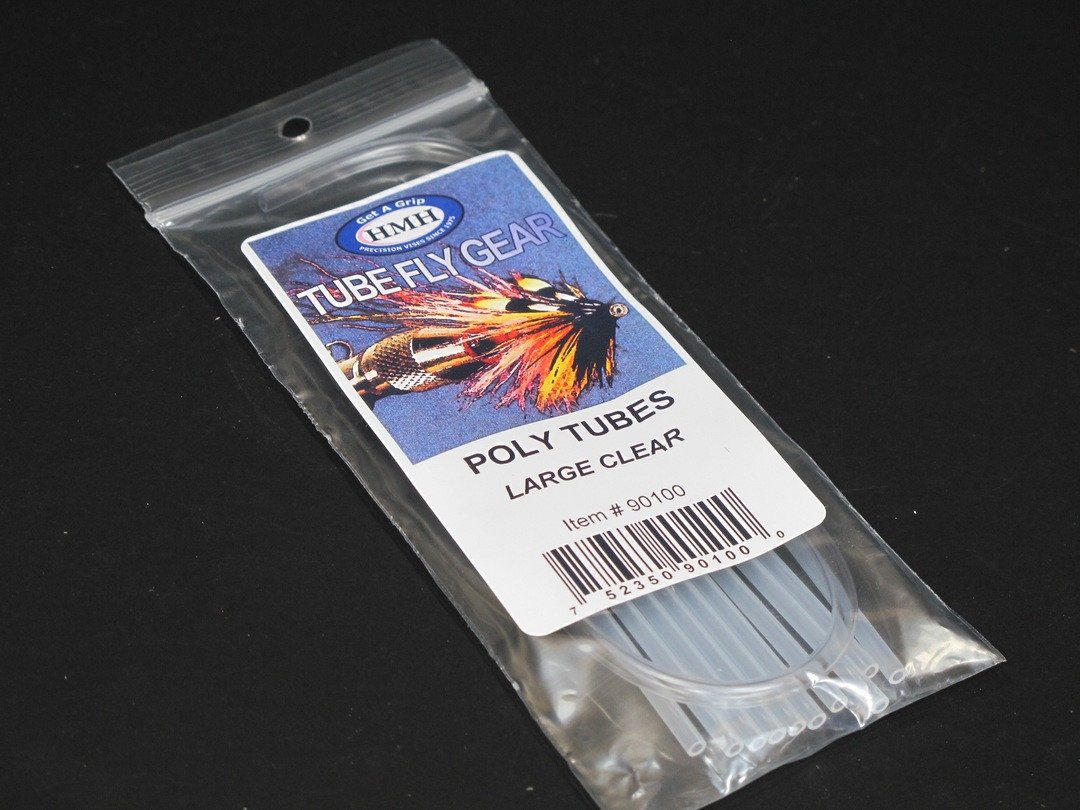 Get A Grip
HMH
PRECISION VISES SINCE 1975
TUBE FLY GEAR
POLY TUBES
LARGE CLEAR
Item # 90100
7 52350 90100 0